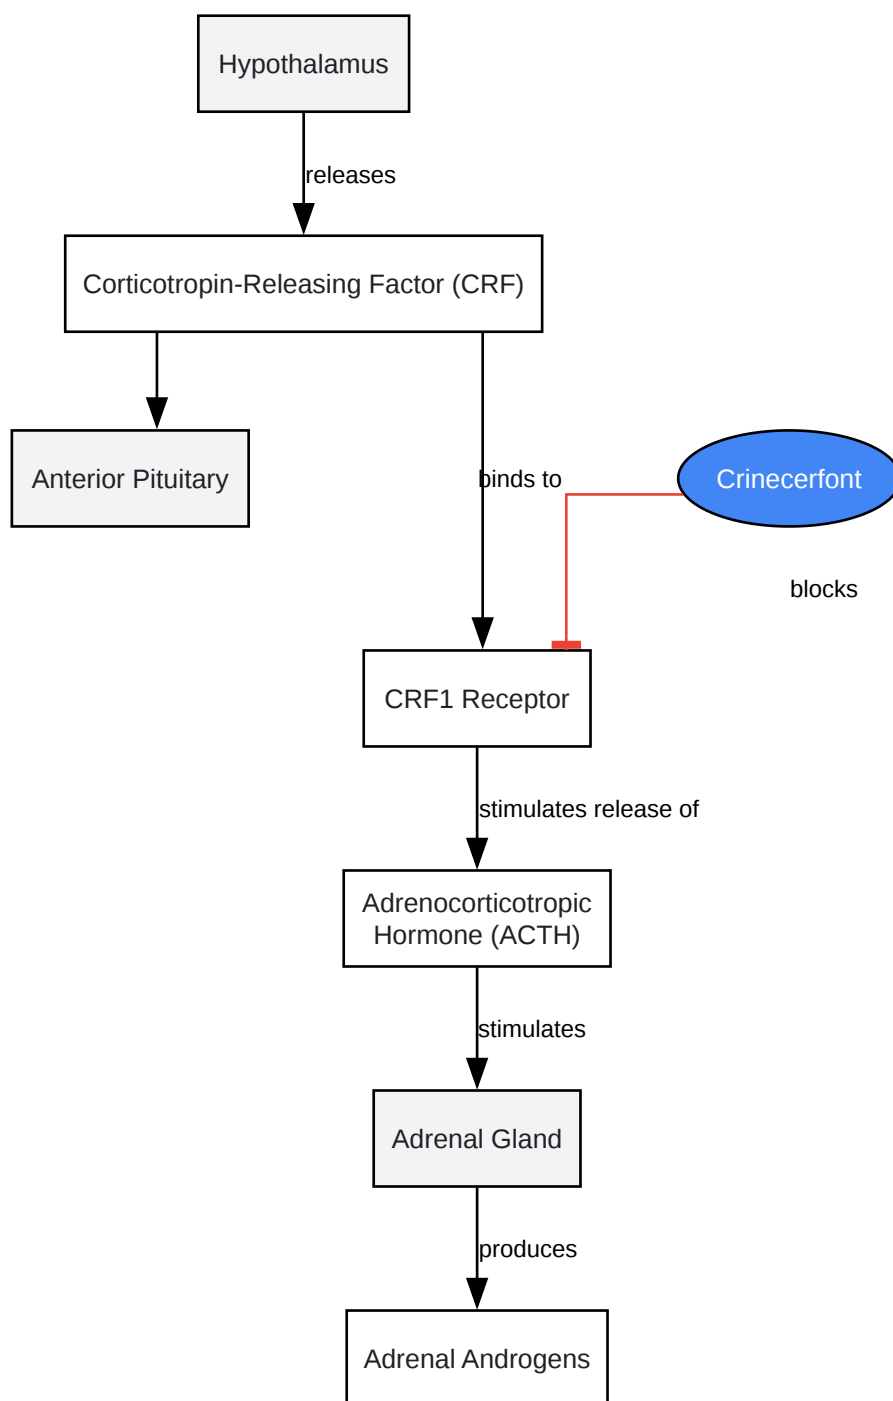 Hypothalamus
releases
Corticotropin-Releasing Factor (CRF)
Anterior Pituitary
binds to
Crinecerfont
blocks
CRF1 Receptor
stimulates release of
Adrenocorticotropic
Hormone (ACTH)
stimulates
Adrenal Gland
produces
Adrenal Androgens